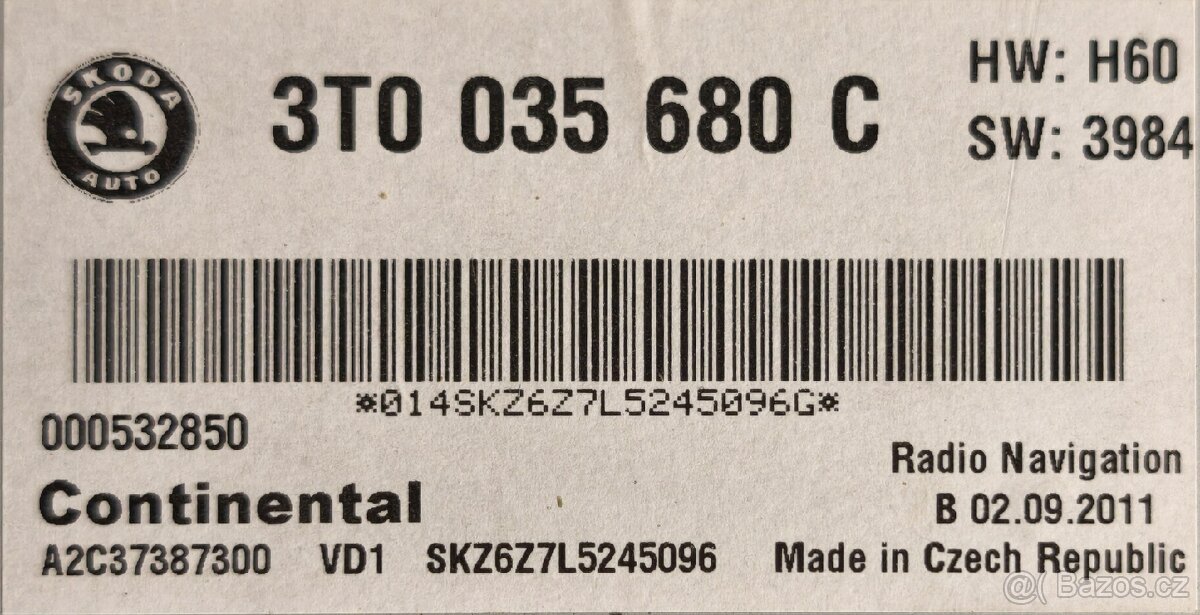 SKODA
AUTO
3T0 035 680 C
HW: H60
SW: 3984
*014SKZ6Z7L5245096G*
000532850
Continental
A2C37387300 VD1 SKZ6Z7L5245096
Radio Navigation
B 02.09.2011
Made in Czech Republic
@( Bazos.cz